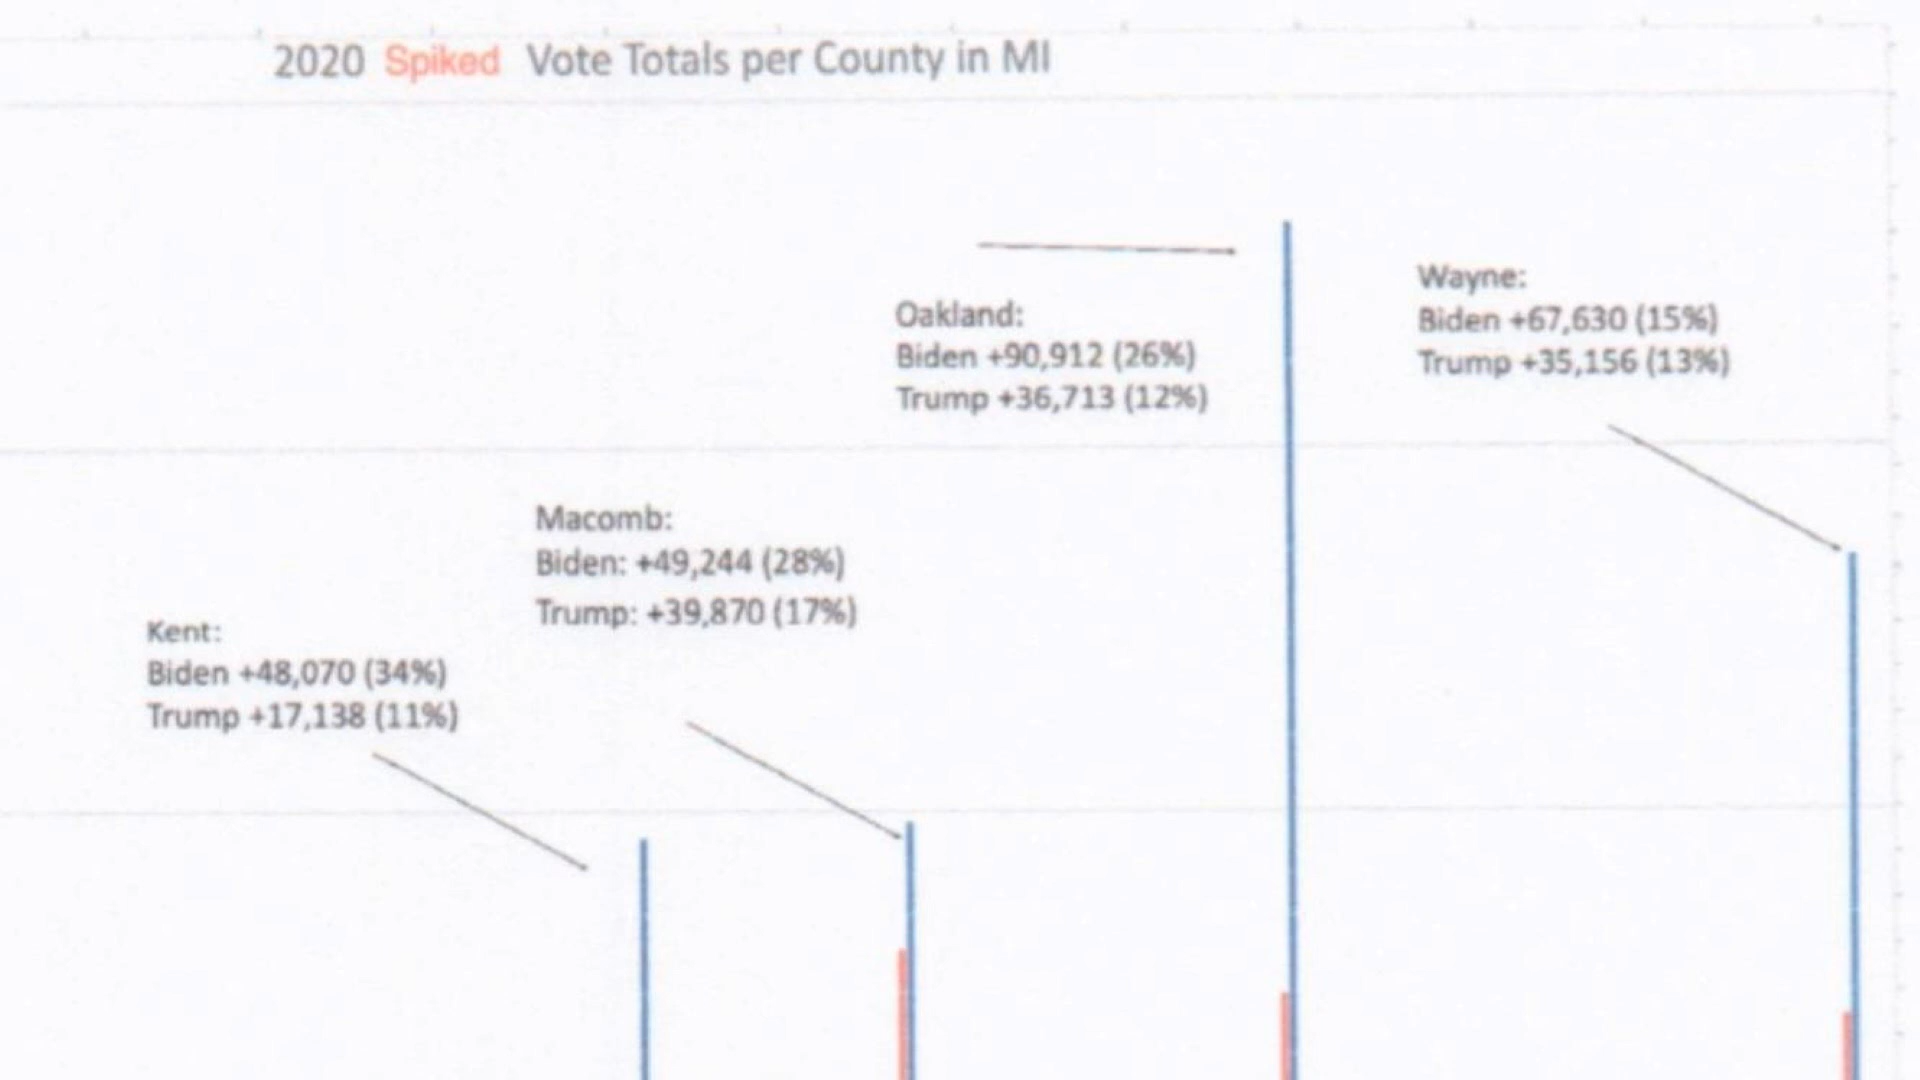 2020 Spiked Vote Totals per County in MI
Oakland:
Biden +90,912 (26%)
Trump +36,713 (12%)
Wayne:
Biden +67,630 (15%)
Trump +35,156 (13%)
Macomb:
Biden: +49,244 (28%)
Trump: +39,870 (17%)
Kent:
Biden +48,070 (34%)
Trump +17,138 (11%)